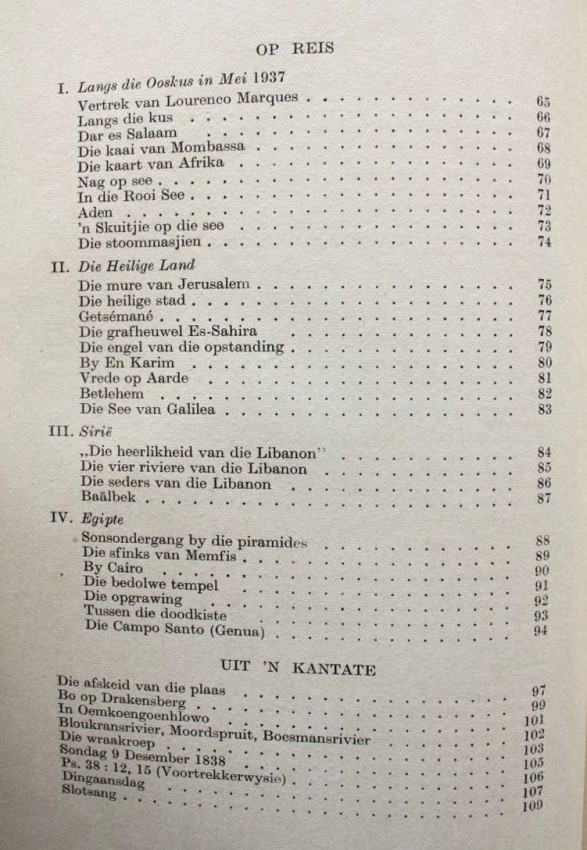 OP REIS
I. Langs die Ooskus in Mei 1937
Vertrek van Lourenco Marques . . . . . . . . . . . . 65
Langs die kus . . . . . . . . . . . . 66
Dar es Salaam . . . . . . . . . . . . 67
Die kaai van Mombassa . . . . . . . . . . . . 68
Die kaart van Afrika . . . . . . . . . . . . 69
Nag op see . . . . . . . . . . . . 70
In die Rooi See . . . . . . . . . . . . 71
Aden . . . . . . . . . . . . 72
'n Skuitjie op die see . . . . . . . . . . . . 73
Die stoommasjien . . . . . . . . . . . . 74
II. Die Heilige Land
Die mure van Jerusalem . . . . . . . . . . . . 75
Die heilige stad . . . . . . . . . . . . 76
Getsémané . . . . . . . . . . . . 77
Die grafheuwel Es-Sahira . . . . . . . . . . . . 78
Die engel van die opstanding . . . . . . . . . . . . 79
By En Karim . . . . . . . . . . . . 80
Vrede op Aarde . . . . . . . . . . . . 81
Betlehem . . . . . . . . . . . . 82
Die See van Galilea . . . . . . . . . . . . 83
III. Sirië
„Die heerlikheid van die Libanon” . . . . . . . . . . 84
Die vier riviere van die Libanon . . . . . . . . . . 85
Die seders van die Libanon . . . . . . . . . . 86
Baälbek . . . . . . . . . . . . 87
IV. Egipte
Sonsondergang by die piramides . . . . . . . . . . 88
Die sfinks van Memfis . . . . . . . . . . . . 89
By Cairo . . . . . . . . . . . . 90
Die bedolwe tempel . . . . . . . . . . . . 91
Die opgrawing . . . . . . . . . . . . 92
Tussen die doodkiste . . . . . . . . . . . . 93
Die Campo Santo (Genua) . . . . . . . . . . . . 94
UIT 'N KANTATE
Die afskeid van die plaas . . . . . . . . . . . . 97
Bo op Drakensberg . . . . . . . . . . . . 99
In Oemkoengoenhlowo . . . . . . . . . . . . 101
Bloukransrivier, Moordspruit, Boesmansrivier . . . . . . 102
Die wraakroep . . . . . . . . . . . . 103
Sondag 9 Desember 1838 . . . . . . . . . . . . 105
Ps. 38 : 12, 15 (Voortrekkerwysie) . . . . . . . . . . 106
Dingaansdag . . . . . . . . . . . . 107
Slotsang . . . . . . . . . . . . 109